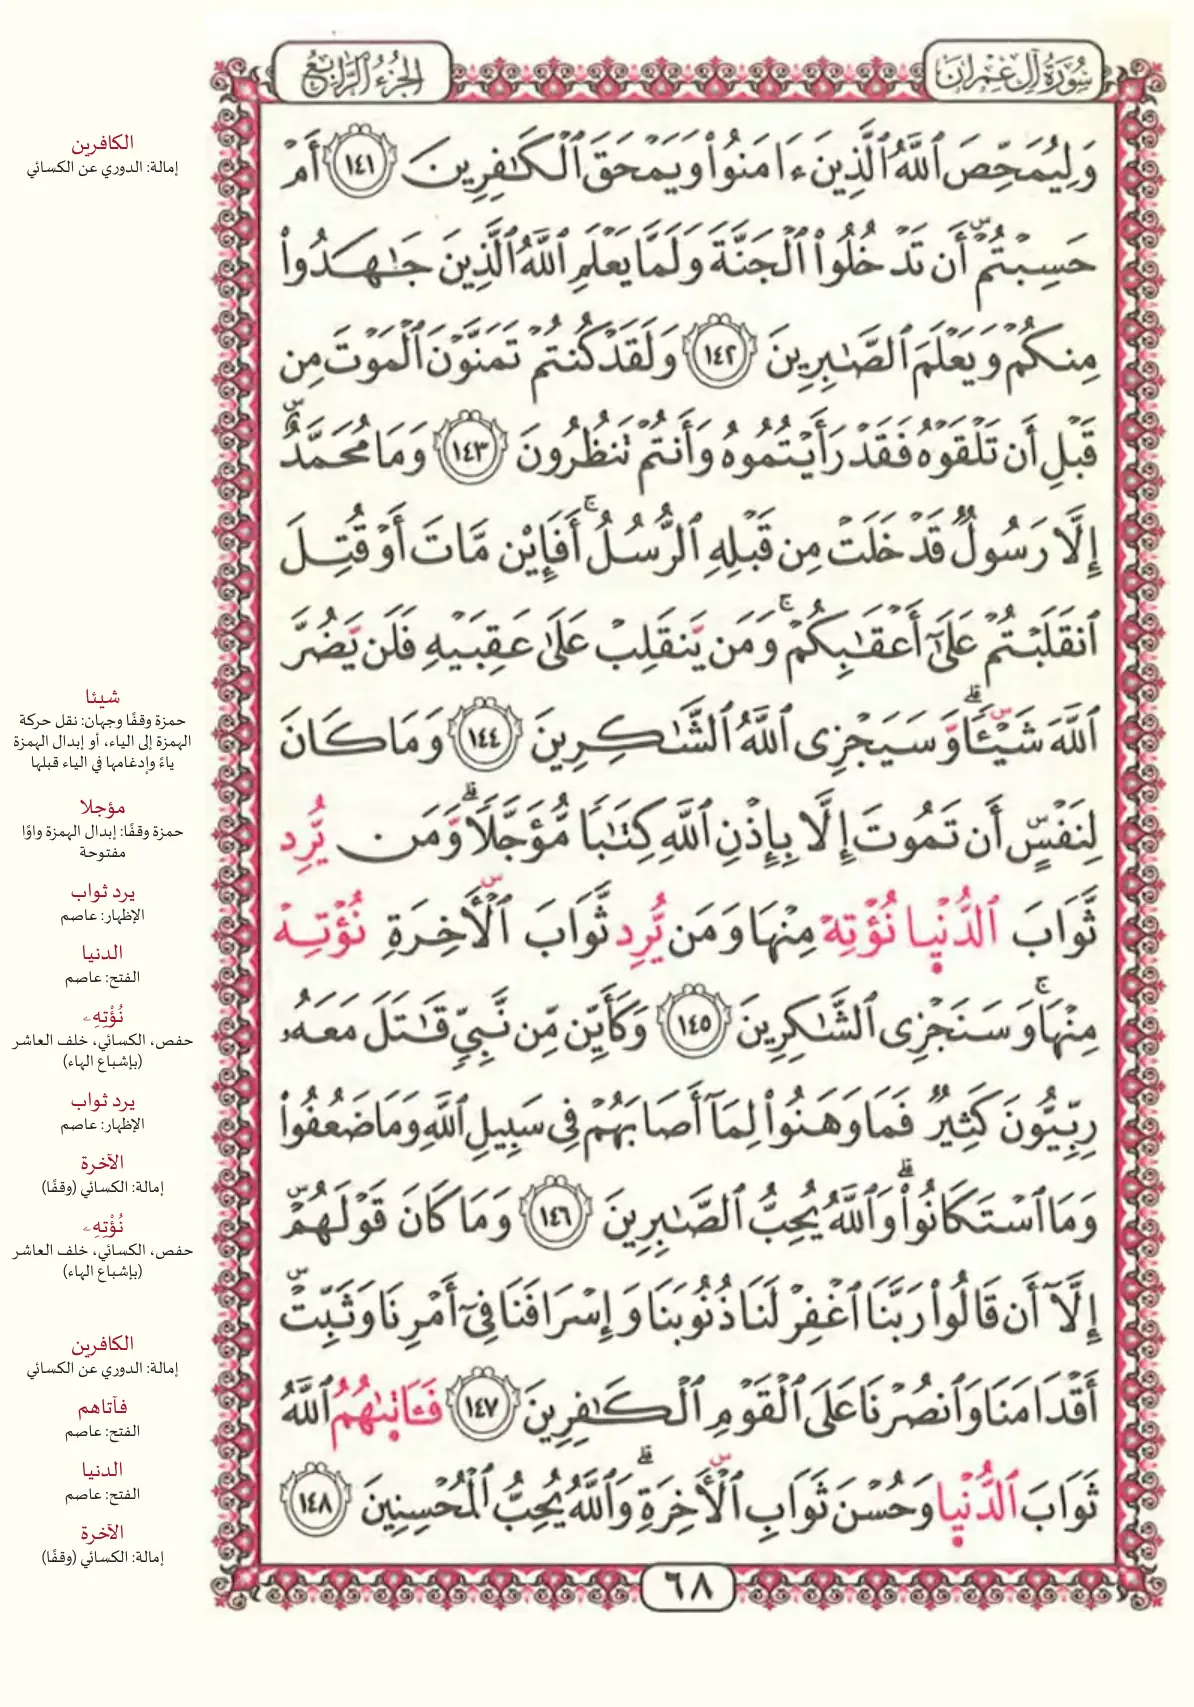 سُورَةُ آلِ عِمْرَانَ
الجُزْءُ الرَّابِعُ
وَلِيُمَحِّصَ ٱللَّهُ ٱلَّذِينَ ءَامَنُوا۟ وَيَمْحَقَ ٱلْكَـٰفِرِينَ ١٤١ أَمْ
حَسِبْتُمْ أَن تَدْخُلُوا۟ ٱلْجَنَّةَ وَلَمَّا يَعْلَمِ ٱللَّهُ ٱلَّذِينَ جَـٰهَدُوا۟
مِنكُمْ وَيَعْلَمَ ٱلصَّـٰبِرِينَ ١٤٢ وَلَقَدْ كُنتُمْ تَمَنَّوْنَ ٱلْمَوْتَ مِن
قَبْلِ أَن تَلْقَوْهُ فَقَدْ رَأَيْتُمُوهُ وَأَنتُمْ تَنظُرُونَ ١٤٣ وَمَا مُحَمَّدٌ
إِلَّا رَسُولٌ قَدْ خَلَتْ مِن قَبْلِهِ ٱلرُّسُلُ ۚ أَفَإِيْن مَّاتَ أَوْ قُتِلَ
ٱنقَلَبْتُمْ عَلَىٰٓ أَعْقَـٰبِكُمْ ۚ وَمَن يَنقَلِبْ عَلَىٰ عَقِبَيْهِ فَلَن يَضُرَّ
ٱللَّهَ شَيْـًٔا ۗ وَسَيَجْزِى ٱللَّهُ ٱلشَّـٰكِرِينَ ١٤٤ وَمَا كَانَ
لِنَفْسٍ أَن تَمُوتَ إِلَّا بِإِذْنِ ٱللَّهِ كِتَـٰبًا مُّؤَجَّلًا ۗ وَمَن يُرِد
ثَّوَابَ ٱلدُّنْيَا نُؤْتِهْ مِنْهَا وَمَن يُرِد ثَّوَابَ ٱلْأَخِرَةِ نُؤْتِهْ
مِنْهَا ۚ وَسَنَجْزِى ٱلشَّـٰكِرِينَ ١٤٥ وَكَأَيِّن مِّن نَّبِىٍّ قَـٰتَلَ مَعَهُۥ
رِبِّيُّونَ كَثِيرٌ فَمَا وَهَنُوا۟ لِمَآ أَصَابَهُمْ فِى سَبِيلِ ٱللَّهِ وَمَا ضَعُفُوا۟
وَمَا ٱسْتَكَانُوا۟ ۗ وَٱللَّهُ يُحِبُّ ٱلصَّـٰبِرِينَ ١٤٦ وَمَا كَانَ قَوْلَهُمْ
إِلَّآ أَن قَالُوا۟ رَبَّنَا ٱغْفِرْ لَنَا ذُنُوبَنَا وَإِسْرَافَنَا فِىٓ أَمْرِنَا وَثَبِّتْ
أَقْدَامَنَا وَٱنصُرْنَا عَلَى ٱلْقَوْمِ ٱلْكَـٰفِرِينَ ١٤٧ فَـَٔاتَىٰهُمُ ٱللَّهُ
ثَوَابَ ٱلدُّنْيَا وَحُسْنَ ثَوَابِ ٱلْأَخِرَةِ ۗ وَٱللَّهُ يُحِبُّ ٱلْمُحْسِنِينَ ١٤٨
٦٨
الكافرين
إمالة: الدوري عن الكسائي
شيئا
حمزة وقفًا وجهان: نقل حركة
الهمزة إلى الياء، أو إبدال الهمزة
ياءً وإدغامها في الياء قبلها
مؤجلا
حمزة وقفًا: إبدال الهمزة واوًا
مفتوحة
يرد ثواب
الإظهار: عاصم
الدنيا
الفتح: عاصم
نُؤْتِهِۦ
حفص، الكسائي، خلف العاشر
(بإشباع الهاء)
يرد ثواب
الإظهار: عاصم
الآخرة
إمالة: الكسائي (وقفًا)
نُؤْتِهِۦ
حفص، الكسائي، خلف العاشر
(بإشباع الهاء)
الكافرين
إمالة: الدوري عن الكسائي
فآتاهم
الفتح: عاصم
الدنيا
الفتح: عاصم
الآخرة
إمالة: الكسائي (وقفًا)